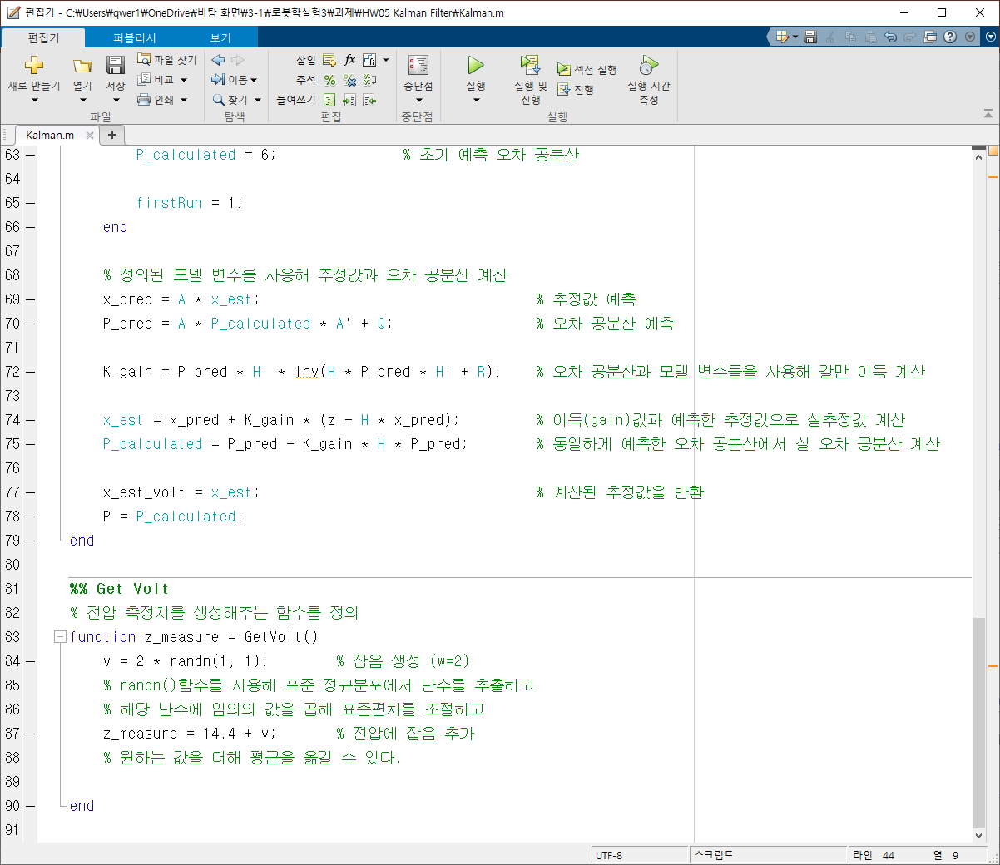 편집기 - C:₩Users₩qwer1₩OneDrive₩바탕 화면₩3-1₩로봇학실험3₩과제₩HW05 Kalman Filter₩Kalman.m
편집기 퍼블리시 보기
새로 만들기 열기 저장 파일 찾기 비교 인쇄
이동 찾기
삽입 fx
주석
들여쓰기
중단점
실행
실행 및 진행
섹션 실행
진행
실행 시간 측정
파일 탐색 편집 중단점 실행
Kalman.m
63 P_calculated = 6; % 초기 예측 오차 공분산
64
65 firstRun = 1;
66 end
67
68 % 정의된 모델 변수를 사용해 추정값과 오차 공분산 계산
69 x_pred = A * x_est; % 추정값 예측
70 P_pred = A * P_calculated * A' + Q; % 오차 공분산 예측
71
72 K_gain = P_pred * H' * inv(H * P_pred * H' + R); % 오차 공분산과 모델 변수들을 사용해 칼만 이득 계산
73
74 x_est = x_pred + K_gain * (z - H * x_pred); % 이득(gain)값과 예측한 추정값으로 실추정값 계산
75 P_calculated = P_pred - K_gain * H * P_pred; % 동일하게 예측한 오차 공분산에서 실 오차 공분산 계산
76
77 x_est_volt = x_est; % 계산된 추정값을 반환
78 P = P_calculated;
79 end
80
81 %% Get Volt
82 % 전압 측정치를 생성해주는 함수를 정의
83 function z_measure = GetVolt()
84 v = 2 * randn(1, 1); % 잡음 생성 (w=2)
85 % randn()함수를 사용해 표준 정규분포에서 난수를 추출하고
86 % 해당 난수에 임의의 값을 곱해 표준편차를 조절하고
87 z_measure = 14.4 + v; % 전압에 잡음 추가
88 % 원하는 값을 더해 평균을 옮길 수 있다.
89
90 end
91
UTF-8 스크립트 라인 44 열 9